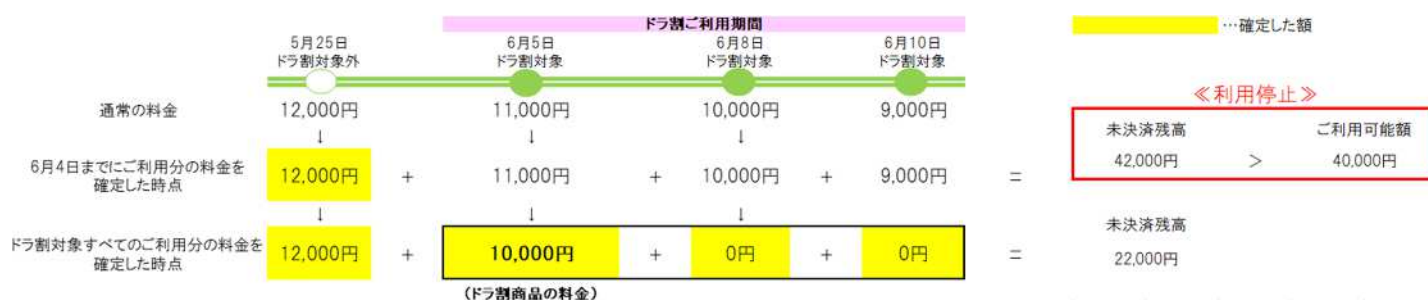 ドラ割ご利用期間
…確定した額
5月25日 6月5日 6月8日 6月10日
ドラ割対象外 ドラ割対象 ドラ割対象 ドラ割対象
≪利用停止≫
通常の料金 12,000円 11,000円 10,000円 9,000円
↓ ↓ ↓
未決済残高 ご利用可能額
42,000円 > 40,000円
6月4日までにご利用分の料金を
確定した時点
12,000円 + 11,000円 + 10,000円 + 9,000円 =
↓ ↓ ↓
ドラ割対象すべてのご利用分の料金を
確定した時点
12,000円 + 10,000円 + 0円 + 0円 =
未決済残高
22,000円
(ドラ割商品の料金)